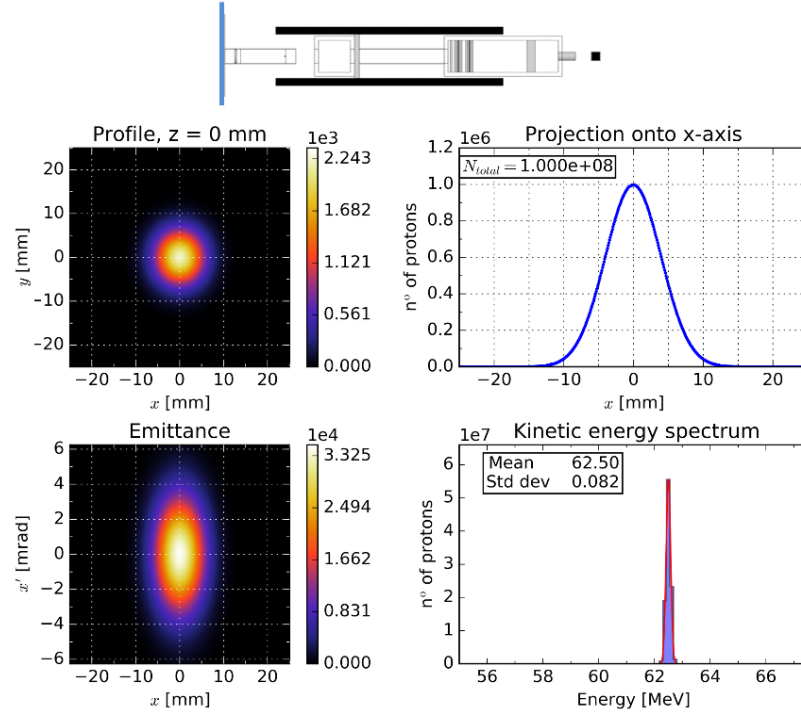 Profile, z = 0 mm
1e3
y [mm]
20
10
0
−10
−20
−20 −10 0 10 20
x [mm]
2.243
1.682
1.121
0.561
0.000
Projection onto x-axis
1e6
N_total = 1.000e+08
nº of protons
1.2
1.0
0.8
0.6
0.4
0.2
0.0
−20 −10 0 10 20
x [mm]
Emittance
1e4
x′ [mrad]
6
4
2
0
−2
−4
−6
−20 −10 0 10 20
x [mm]
3.325
2.494
1.662
0.831
0.000
Kinetic energy spectrum
1e7
Mean 62.50
Std dev 0.082
nº of protons
6
5
4
3
2
1
0
56 58 60 62 64 66
Energy [MeV]